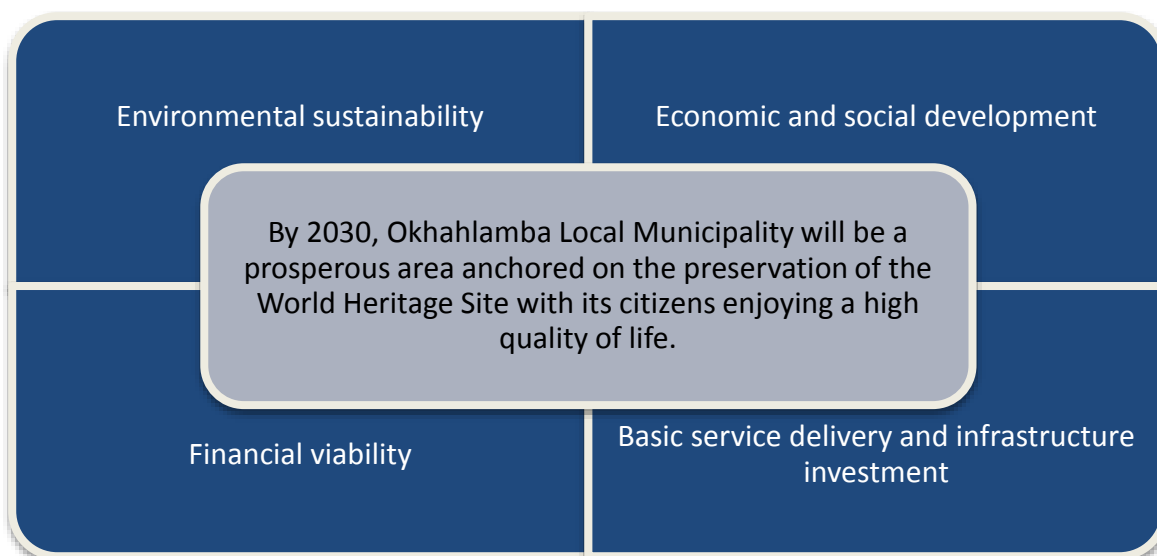 Environmental sustainability
Economic and social development
By 2030, Okhahlamba Local Municipality will be a
prosperous area anchored on the preservation of the
World Heritage Site with its citizens enjoying a high
quality of life.
Financial viability
Basic service delivery and infrastructure
investment